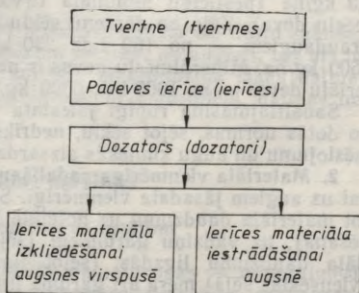 Tvertne (tvertnes)
Padeves ierīce (ierīces)
Dozators (dozatori)
Ierīces materiāla
izkliedēšanai
augsnes virspusē
Ierīces materiāla
iestrādāšanai
augsnē